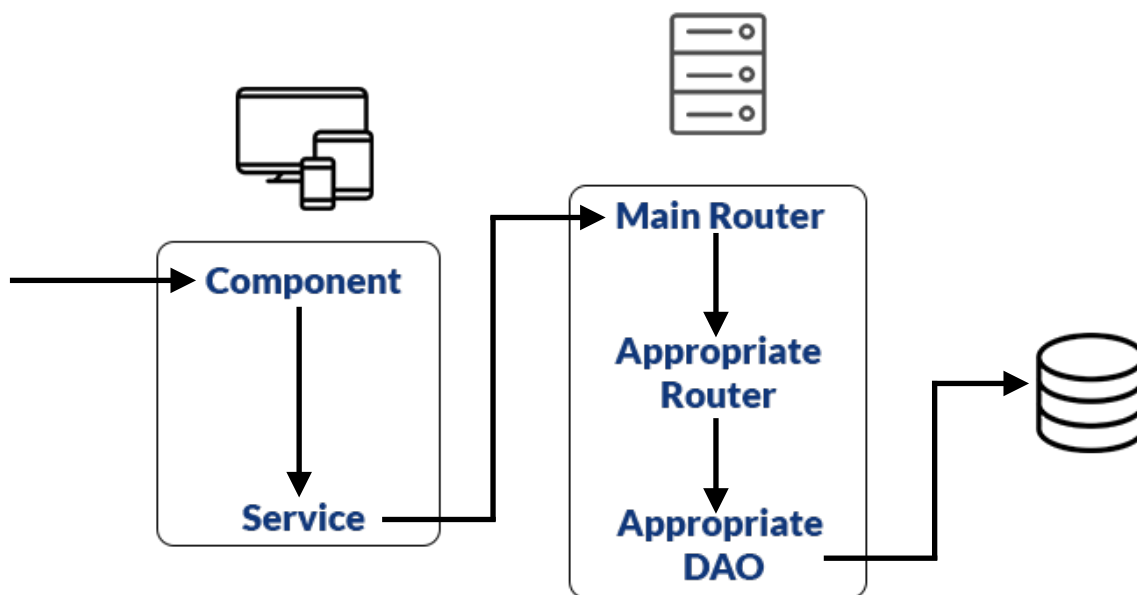 Component
Service
Main Router
Appropriate
Router
Appropriate
DAO